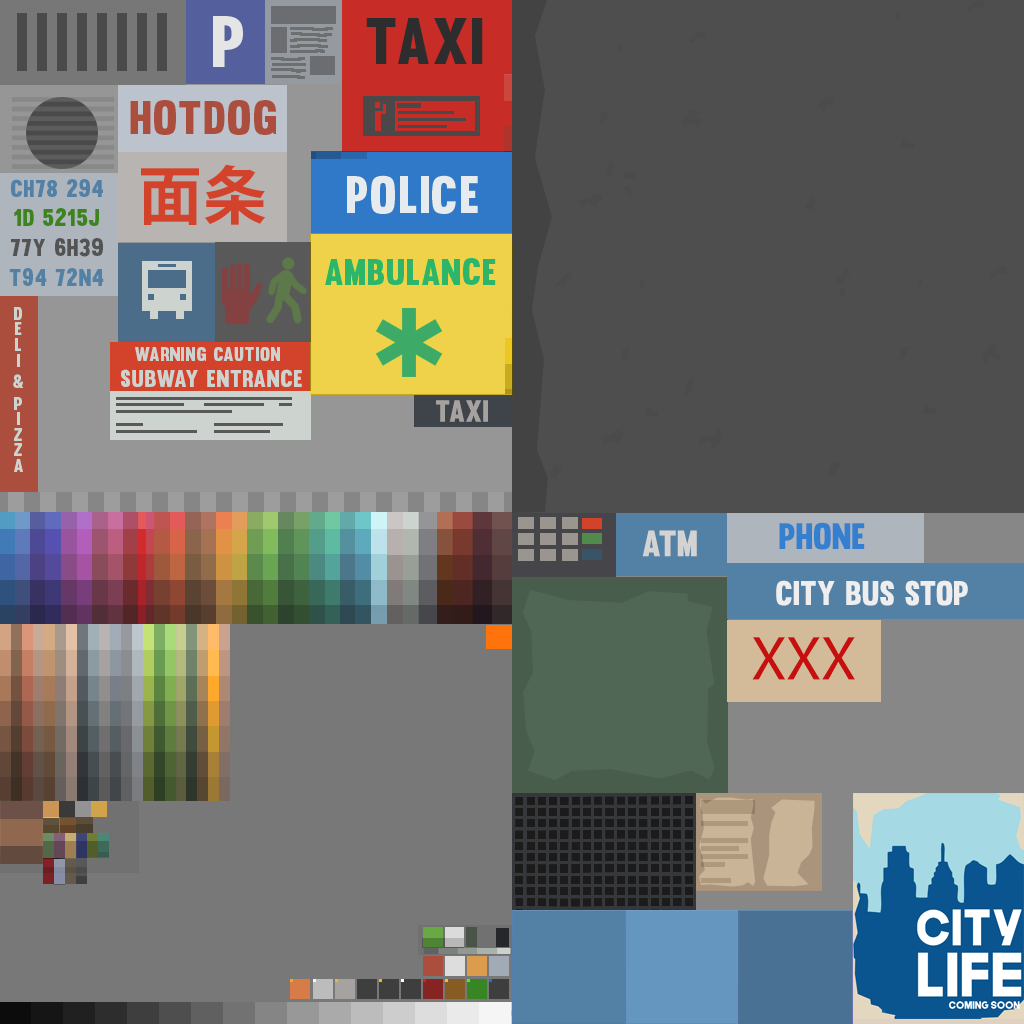 P
TAXI
HOTDOG
面条
CH78 294
1D 5215J
77Y 6H39
T94 72N4
POLICE
AMBULANCE
DELI & PIZZA
WARNING CAUTION
SUBWAY ENTRANCE
TAXI
ATM
PHONE
CITY BUS STOP
XXX
CITY
LIFE
COMING SOON